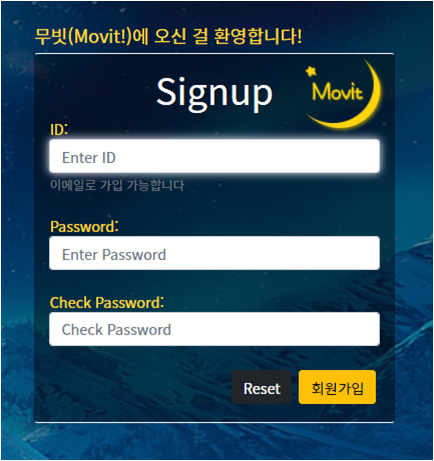 무빗(Movit!)에 오신 걸 환영합니다!
Signup
Movit
ID:
Enter ID
이메일로 가입 가능합니다
Password:
Enter Password
Check Password:
Check Password
Reset
회원가입